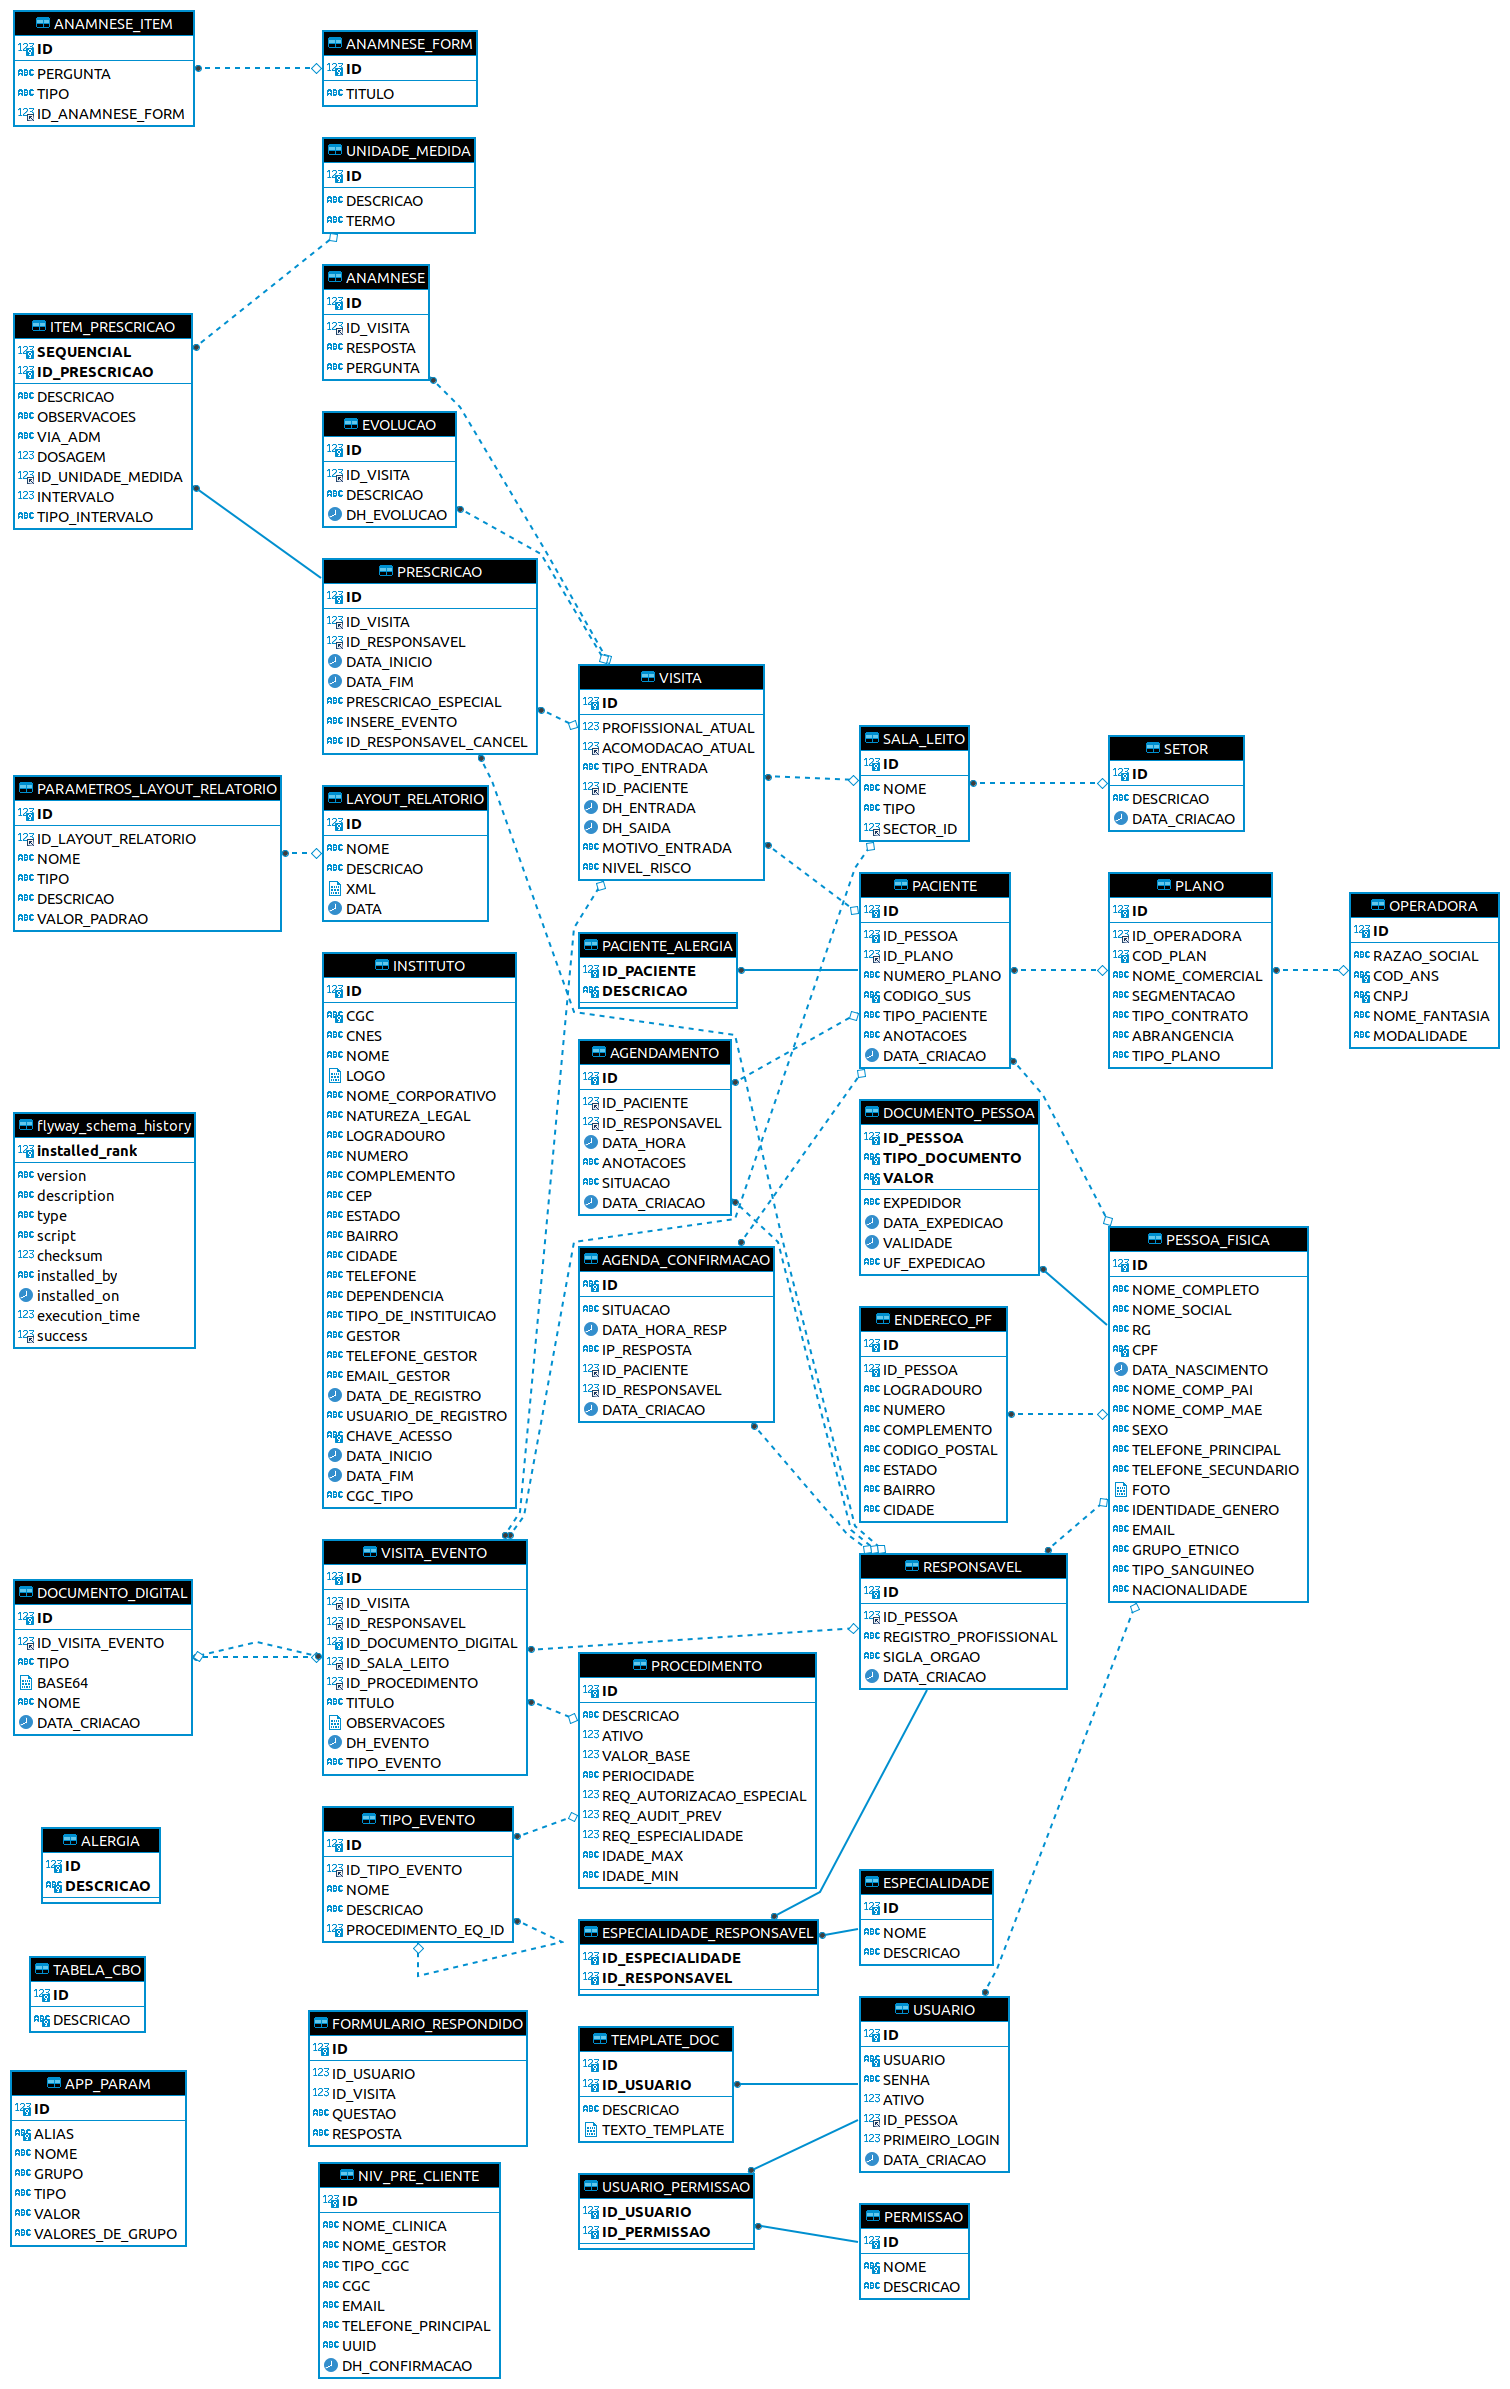 ANAMNESE_ITEM
ID
PERGUNTA
TIPO
ID_ANAMNESE_FORM
ANAMNESE_FORM
ID
TITULO
UNIDADE_MEDIDA
ID
DESCRICAO
TERMO
ANAMNESE
ID
ID_VISITA
RESPOSTA
PERGUNTA
ITEM_PRESCRICAO
SEQUENCIAL
ID_PRESCRICAO
DESCRICAO
OBSERVACOES
VIA_ADM
DOSAGEM
ID_UNIDADE_MEDIDA
INTERVALO
TIPO_INTERVALO
EVOLUCAO
ID
ID_VISITA
DESCRICAO
DH_EVOLUCAO
PRESCRICAO
ID
ID_VISITA
ID_RESPONSAVEL
DATA_INICIO
DATA_FIM
PRESCRICAO_ESPECIAL
INSERE_EVENTO
ID_RESPONSAVEL_CANCEL
VISITA
ID
PROFISSIONAL_ATUAL
ACOMODACAO_ATUAL
TIPO_ENTRADA
ID_PACIENTE
DH_ENTRADA
DH_SAIDA
MOTIVO_ENTRADA
NIVEL_RISCO
SALA_LEITO
ID
NOME
TIPO
SECTOR_ID
SETOR
ID
DESCRICAO
DATA_CRIACAO
PARAMETROS_LAYOUT_RELATORIO
ID
ID_LAYOUT_RELATORIO
NOME
TIPO
DESCRICAO
VALOR_PADRAO
LAYOUT_RELATORIO
ID
NOME
DESCRICAO
XML
DATA
PACIENTE
ID
ID_PESSOA
ID_PLANO
NUMERO_PLANO
CODIGO_SUS
TIPO_PACIENTE
ANOTACOES
DATA_CRIACAO
PLANO
ID
ID_OPERADORA
COD_PLAN
NOME_COMERCIAL
SEGMENTACAO
TIPO_CONTRATO
ABRANGENCIA
TIPO_PLANO
OPERADORA
ID
RAZAO_SOCIAL
COD_ANS
CNPJ
NOME_FANTASIA
MODALIDADE
PACIENTE_ALERGIA
ID_PACIENTE
DESCRICAO
INSTITUTO
ID
CGC
CNES
NOME
LOGO
NOME_CORPORATIVO
NATUREZA_LEGAL
LOGRADOURO
NUMERO
COMPLEMENTO
CEP
ESTADO
BAIRRO
CIDADE
TELEFONE
DEPENDENCIA
TIPO_DE_INSTITUICAO
GESTOR
TELEFONE_GESTOR
EMAIL_GESTOR
DATA_DE_REGISTRO
USUARIO_DE_REGISTRO
CHAVE_ACESSO
DATA_INICIO
DATA_FIM
CGC_TIPO
AGENDAMENTO
ID
ID_PACIENTE
ID_RESPONSAVEL
DATA_HORA
ANOTACOES
SITUACAO
DATA_CRIACAO
DOCUMENTO_PESSOA
ID_PESSOA
TIPO_DOCUMENTO
VALOR
EXPEDIDOR
DATA_EXPEDICAO
VALIDADE
UF_EXPEDICAO
flyway_schema_history
installed_rank
version
description
type
script
checksum
installed_by
installed_on
execution_time
success
AGENDA_CONFIRMACAO
ID
SITUACAO
DATA_HORA_RESP
IP_RESPOSTA
ID_PACIENTE
ID_RESPONSAVEL
DATA_CRIACAO
PESSOA_FISICA
ID
NOME_COMPLETO
NOME_SOCIAL
RG
CPF
DATA_NASCIMENTO
NOME_COMP_PAI
NOME_COMP_MAE
SEXO
TELEFONE_PRINCIPAL
TELEFONE_SECUNDARIO
FOTO
IDENTIDADE_GENERO
EMAIL
GRUPO_ETNICO
TIPO_SANGUINEO
NACIONALIDADE
ENDERECO_PF
ID
ID_PESSOA
LOGRADOURO
NUMERO
COMPLEMENTO
CODIGO_POSTAL
ESTADO
BAIRRO
CIDADE
VISITA_EVENTO
ID
ID_VISITA
ID_RESPONSAVEL
ID_DOCUMENTO_DIGITAL
ID_SALA_LEITO
ID_PROCEDIMENTO
TITULO
OBSERVACOES
DH_EVENTO
TIPO_EVENTO
RESPONSAVEL
ID
ID_PESSOA
REGISTRO_PROFISSIONAL
SIGLA_ORGAO
DATA_CRIACAO
DOCUMENTO_DIGITAL
ID
ID_VISITA_EVENTO
TIPO
BASE64
NOME
DATA_CRIACAO
PROCEDIMENTO
ID
DESCRICAO
ATIVO
VALOR_BASE
PERIOCIDADE
REQ_AUTORIZACAO_ESPECIAL
REQ_AUDIT_PREV
REQ_ESPECIALIDADE
IDADE_MAX
IDADE_MIN
TIPO_EVENTO
ID
ID_TIPO_EVENTO
NOME
DESCRICAO
PROCEDIMENTO_EQ_ID
ALERGIA
ID
DESCRICAO
ESPECIALIDADE
ID
NOME
DESCRICAO
ESPECIALIDADE_RESPONSAVEL
ID_ESPECIALIDADE
ID_RESPONSAVEL
TABELA_CBO
ID
DESCRICAO
USUARIO
ID
USUARIO
SENHA
ATIVO
ID_PESSOA
PRIMEIRO_LOGIN
DATA_CRIACAO
FORMULARIO_RESPONDIDO
ID
ID_USUARIO
ID_VISITA
QUESTAO
RESPOSTA
TEMPLATE_DOC
ID
ID_USUARIO
DESCRICAO
TEXTO_TEMPLATE
APP_PARAM
ID
ALIAS
NOME
GRUPO
TIPO
VALOR
VALORES_DE_GRUPO
NIV_PRE_CLIENTE
ID
NOME_CLINICA
NOME_GESTOR
TIPO_CGC
CGC
EMAIL
TELEFONE_PRINCIPAL
UUID
DH_CONFIRMACAO
USUARIO_PERMISSAO
ID_USUARIO
ID_PERMISSAO
PERMISSAO
ID
NOME
DESCRICAO